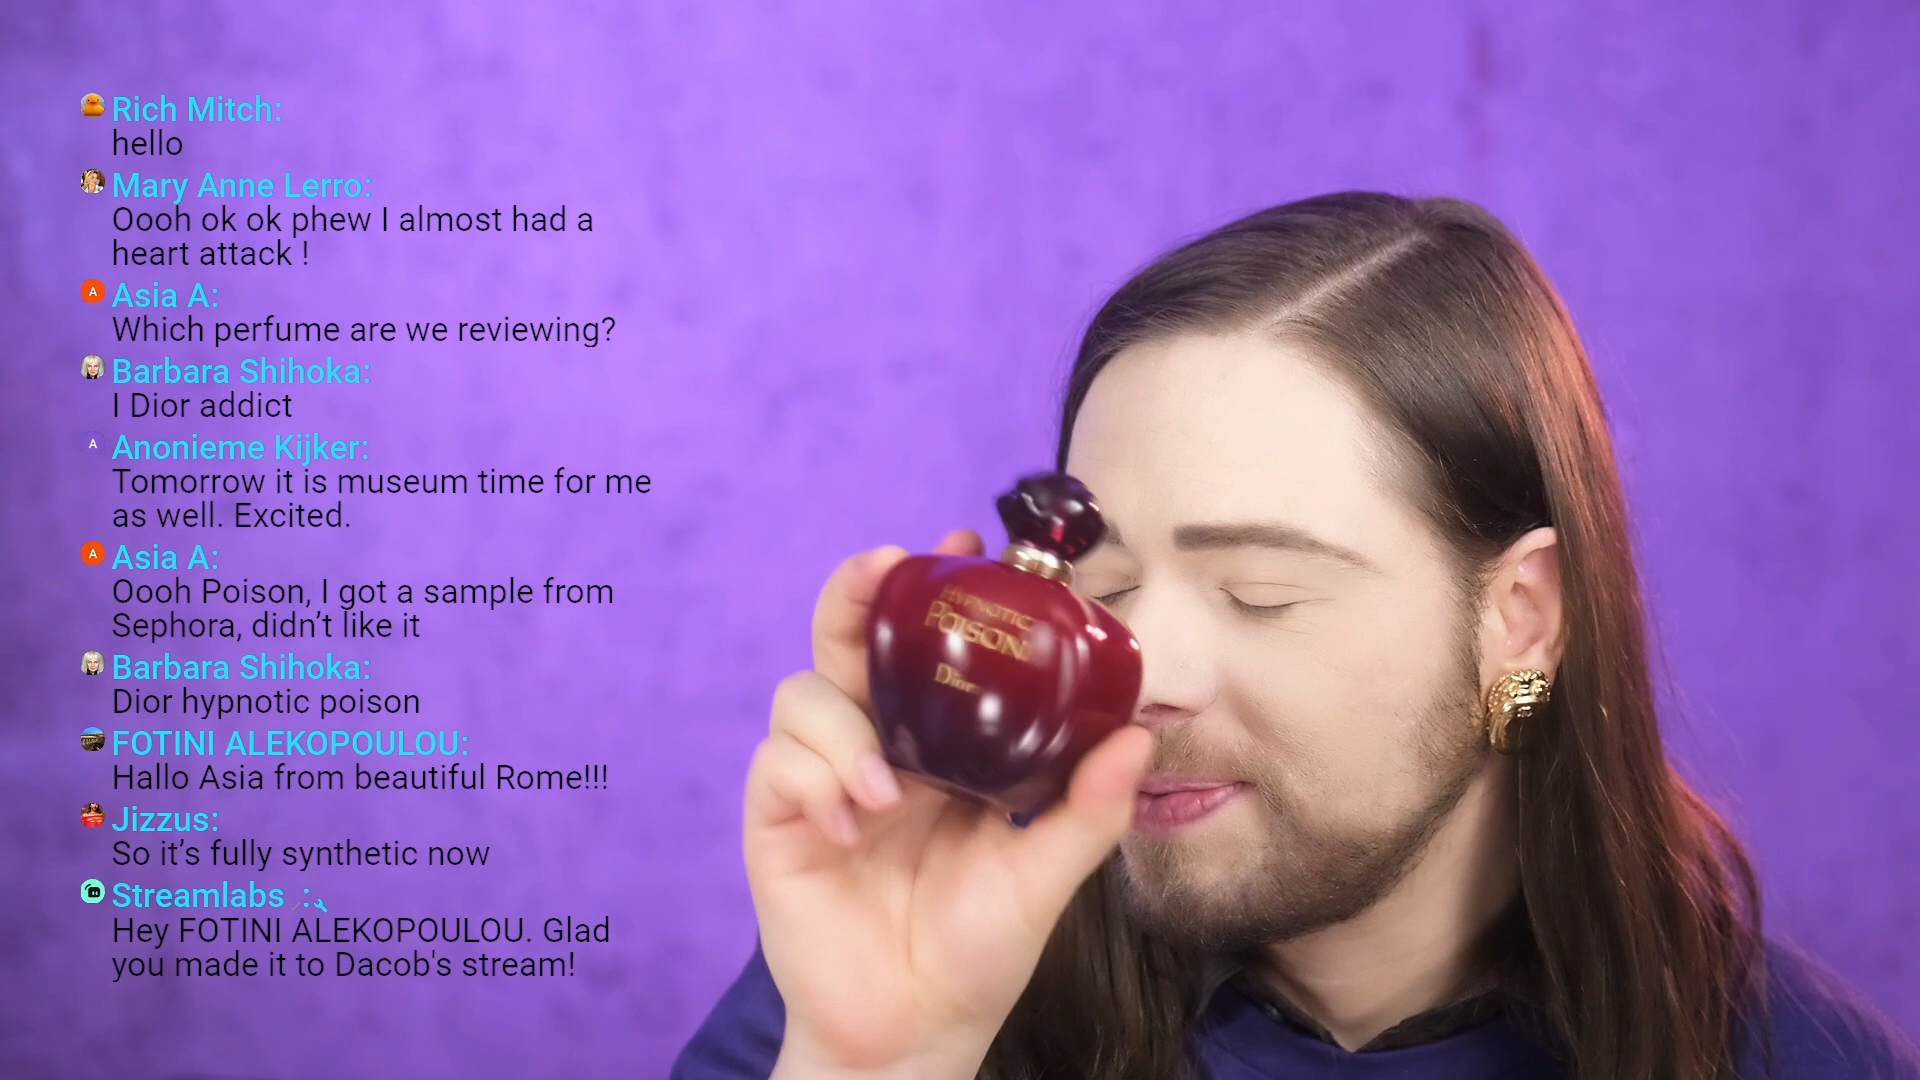 Rich Mitch:
hello
Mary Anne Lerro:
Oooh ok ok phew I almost had a
heart attack !
A Asia A:
Which perfume are we reviewing?
Barbara Shihoka:
I Dior addict
A Anonieme Kijker:
Tomorrow it is museum time for me
as well. Excited.
A Asia A:
Oooh Poison, I got a sample from
Sephora, didn’t like it
Barbara Shihoka:
Dior hypnotic poison
FOTINI ALEKOPOULOU:
Hallo Asia from beautiful Rome!!!
Jizzus:
So it’s fully synthetic now
Streamlabs :
Hey FOTINI ALEKOPOULOU. Glad
you made it to Dacob's stream!
HYPNOTIC
POISON
Dior